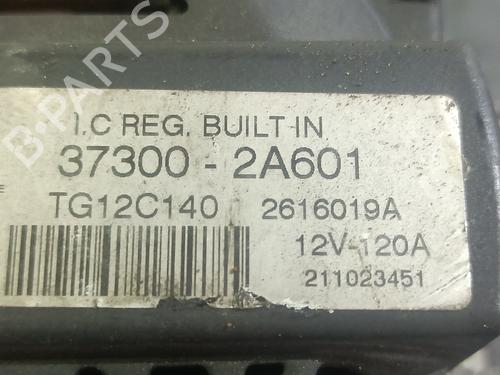 B-PARTS
I.C REG. BUILT-IN
37300 - 2A601
TG12C140 2616019A
12V-120A
211023451